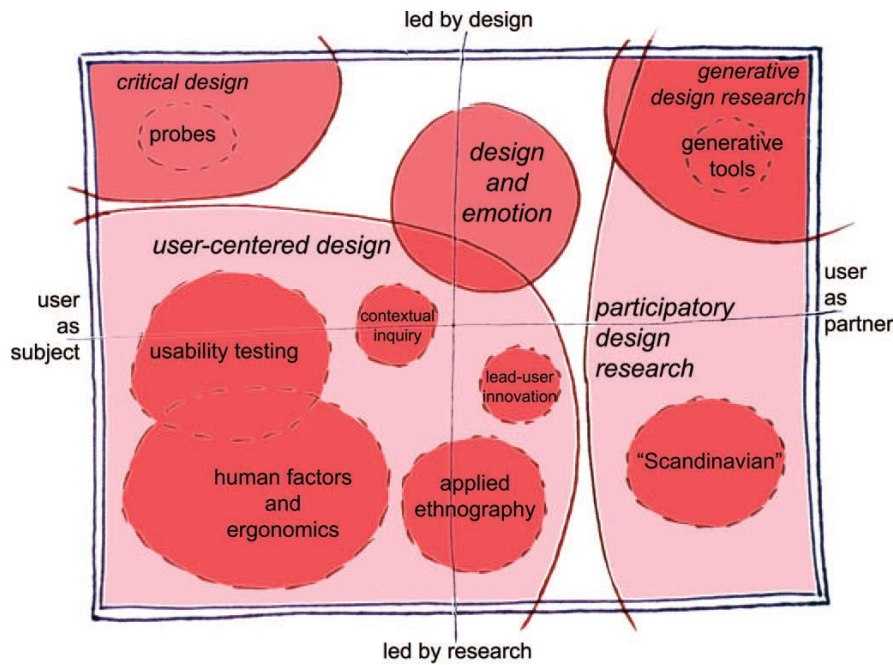 led by design
critical design
probes
generative
design research
generative
tools
design
and
emotion
user-centered design
user
as
subject
usability testing
contextual
inquiry
participatory
design
research
user
as
partner
lead-user
innovation
human factors
and
ergonomics
applied
ethnography
“Scandinavian”
led by research